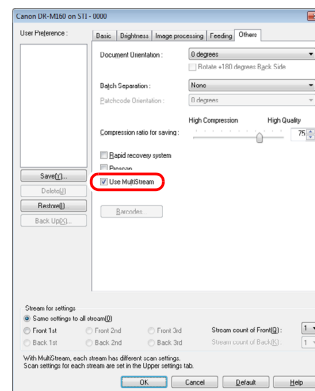 Canon DR-M160 on STI - 0000
User Preference :
Basic Brightness Image processing Feeding Others
Document Orientation : 0 degrees
Rotate +180 degrees Back Side
Batch Separation : None
Patchcode Orientation : 0 degrees
High Compression High Quality
Compression ratio for saving : 75
Rapid recovery system
Prescan
Use MultiStream
Save(V)...
Delete(J)
Restore(I)
Back Up(K)...
Barcodes...
Stream for settings
Same settings to all stream(0)
Front 1st Front 2nd Front 3rd Stream count of Front(Q) : 1
Back 1st Back 2nd Back 3rd Stream count of Back(N) : 1
With MultiStream, each stream has different scan settings.
Scan settings for each stream are set in the Upper settings tab.
OK Cancel Default Help